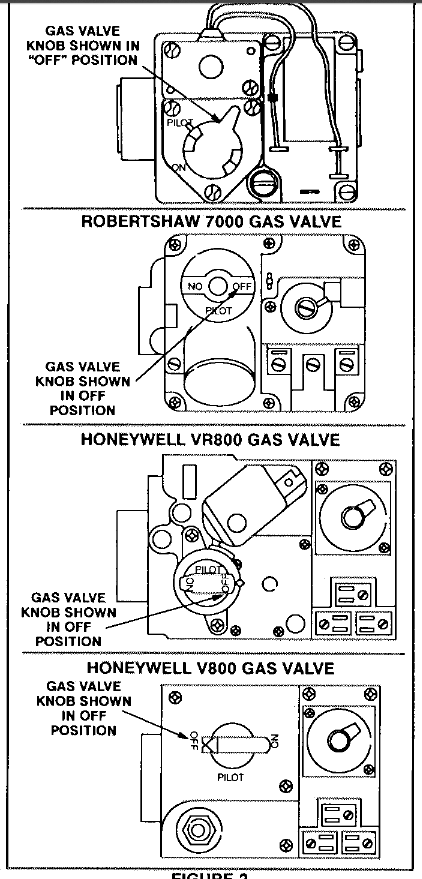 GAS VALVE
KNOB SHOWN IN
"OFF" POSITION
PILOT
ON
ROBERTSHAW 7000 GAS VALVE
NO
OFF
PILOT
GAS VALVE
KNOB SHOWN
IN OFF
POSITION
HONEYWELL VR800 GAS VALVE
PILOT
ON
OFF
GAS VALVE
KNOB SHOWN
IN OFF
POSITION
HONEYWELL V800 GAS VALVE
GAS VALVE
KNOB SHOWN
IN OFF
POSITION
OFF
ON
PILOT
FIGURE 2